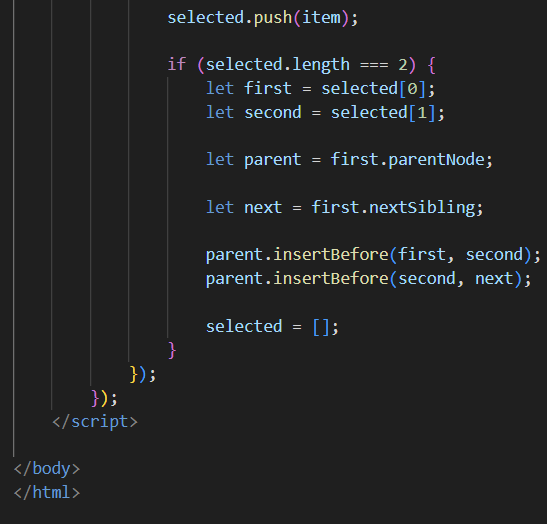 selected.push(item);
if (selected.length === 2) {
let first = selected[0];
let second = selected[1];
let parent = first.parentNode;
let next = first.nextSibling;
parent.insertBefore(first, second);
parent.insertBefore(second, next);
selected = [];
}
});
});
</script>
</body>
</html>